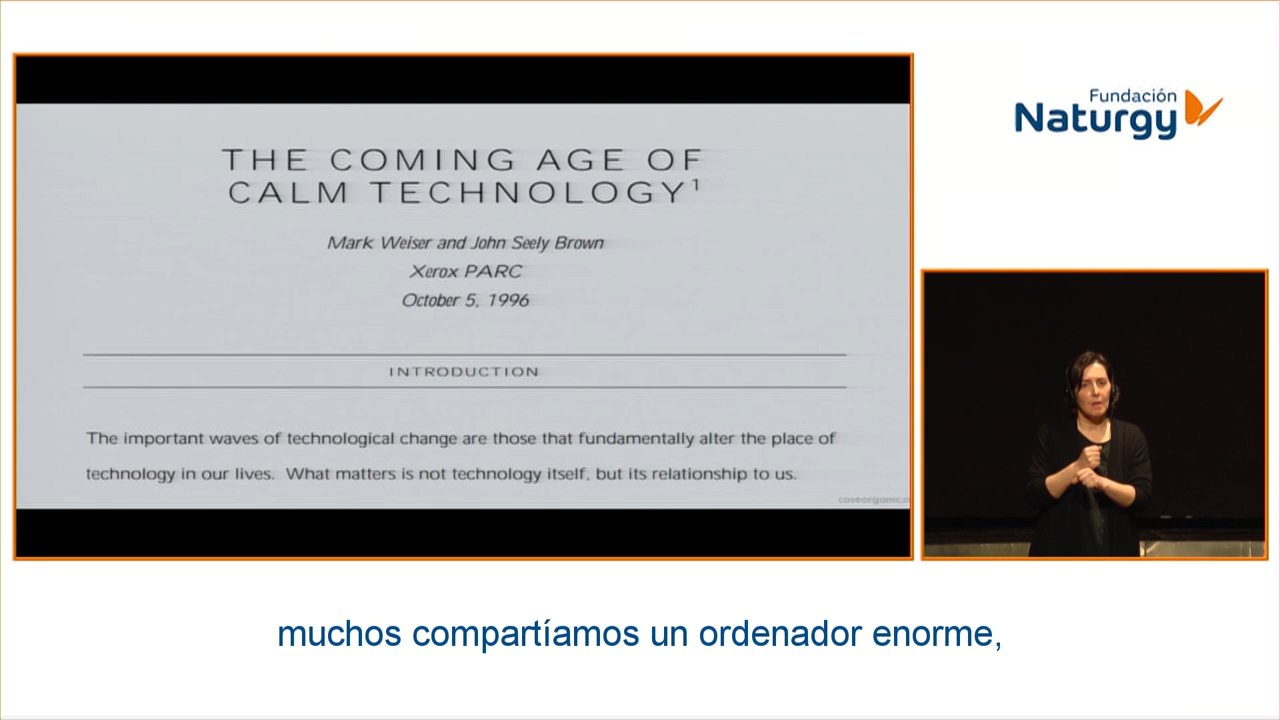 THE COMING AGE OF
CALM TECHNOLOGY¹
Mark Weiser and John Seely Brown
Xerox PARC
October 5, 1996
INTRODUCTION
The important waves of technological change are those that fundamentally alter the place of
technology in our lives. What matters is not technology itself, but its relationship to us.
caseorganic.c
Fundación
Naturgy
muchos compartíamos un ordenador enorme,